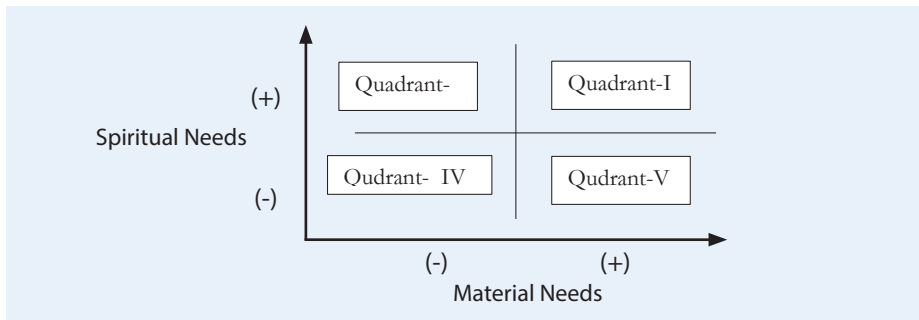 Quadrant-
Quadrant-I
(+)
Spiritual Needs
Qudrant- IV
Qudrant-V
(-)
(-)
(+)
Material Needs